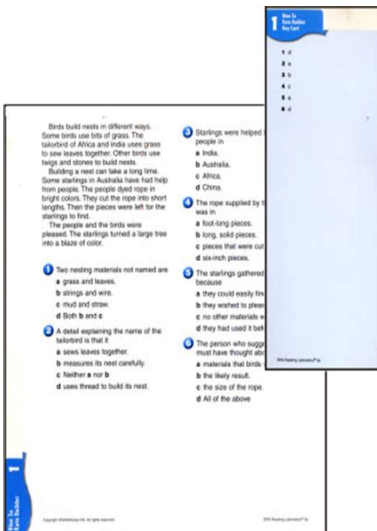 Blue 3a
Rate Builder
Key Card
1
1 d
2 a
3 b
4 c
5 a
6 d
Birds build nests in different ways.
Some birds use bits of grass. The
tailorbird of Africa and India uses grass
to sew leaves together. Other birds use
twigs and stones to build nests.
Building a nest can take a long time.
Some starlings in Australia have had help
from people. The people dyed rope in
bright colors. They cut the rope into short
lengths. Then the pieces were left for the
starlings to find.
The people and the birds were
pleased. The starlings turned a large tree
into a blaze of color.
1 Two nesting materials not named are
a grass and leaves.
b strings and wire.
c mud and straw.
d Both b and c
2 A detail explaining the name of the
tailorbird is that it
a sews leaves together.
b measures its nest carefully.
c Neither a nor b
d uses thread to build its nest.
3 Starlings were helped
people in
a India.
b Australia.
c Africa.
d China.
4 The rope supplied by
was in
a foot-long pieces.
b long, solid pieces.
c pieces that were cut
d six-inch pieces.
5 The starlings gathered
because
a they could easily
b they wished to
c no other materials
d they had used it
6 The person who
must have thought
a materials that birds
b the likely result.
c the size of the rope.
d All of the above
1
Blue 3a
Rate Builder
SRA Reading Laboratory®